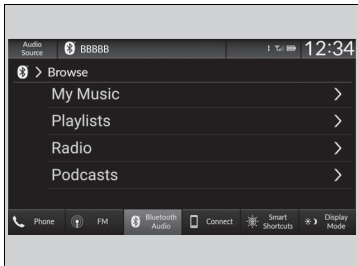 Audio
Source
BBBBB
12:34
> Browse
My Music
Playlists
Radio
Podcasts
Phone
FM
Bluetooth
Audio
Connect
Smart
Shortcuts
Display
Mode